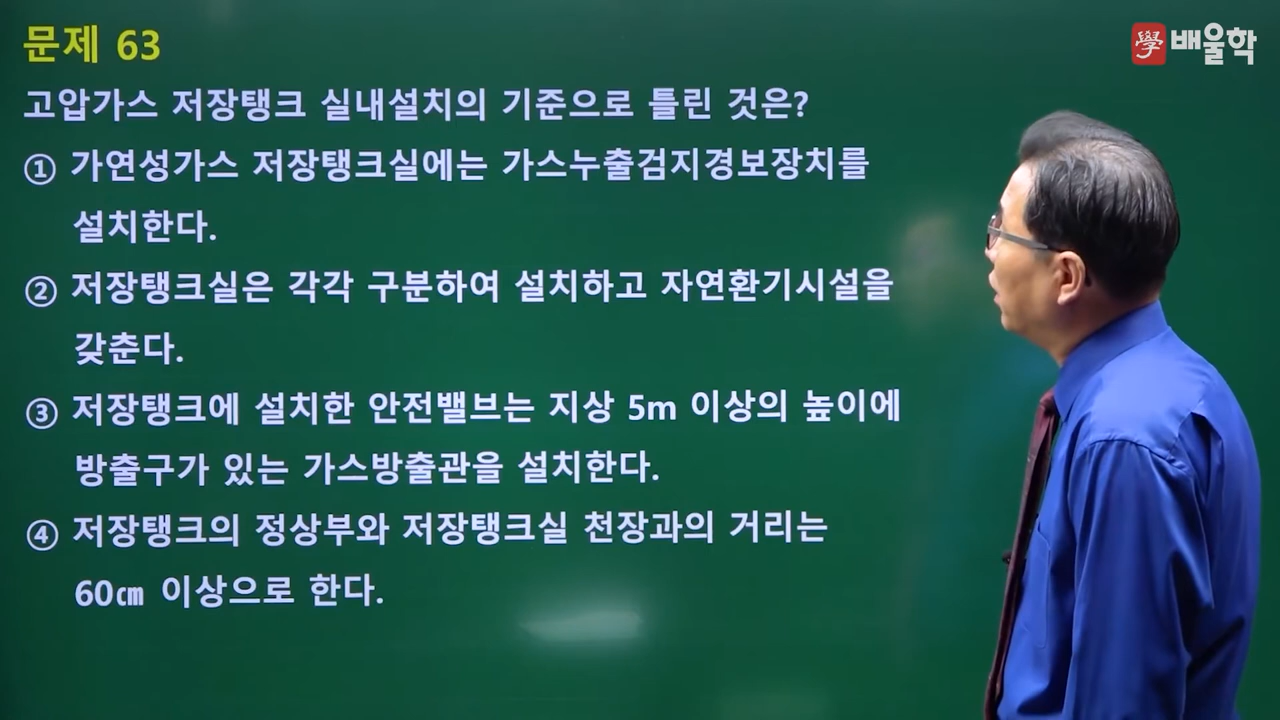 문제 63
學 배울학
고압가스 저장탱크 실내설치의 기준으로 틀린 것은?
① 가연성가스 저장탱크실에는 가스누출검지경보장치를
설치한다.
② 저장탱크실은 각각 구분하여 설치하고 자연환기시설을
갖춘다.
③ 저장탱크에 설치한 안전밸브는 지상 5m 이상의 높이에
방출구가 있는 가스방출관을 설치한다.
④ 저장탱크의 정상부와 저장탱크실 천장과의 거리는
60㎝ 이상으로 한다.